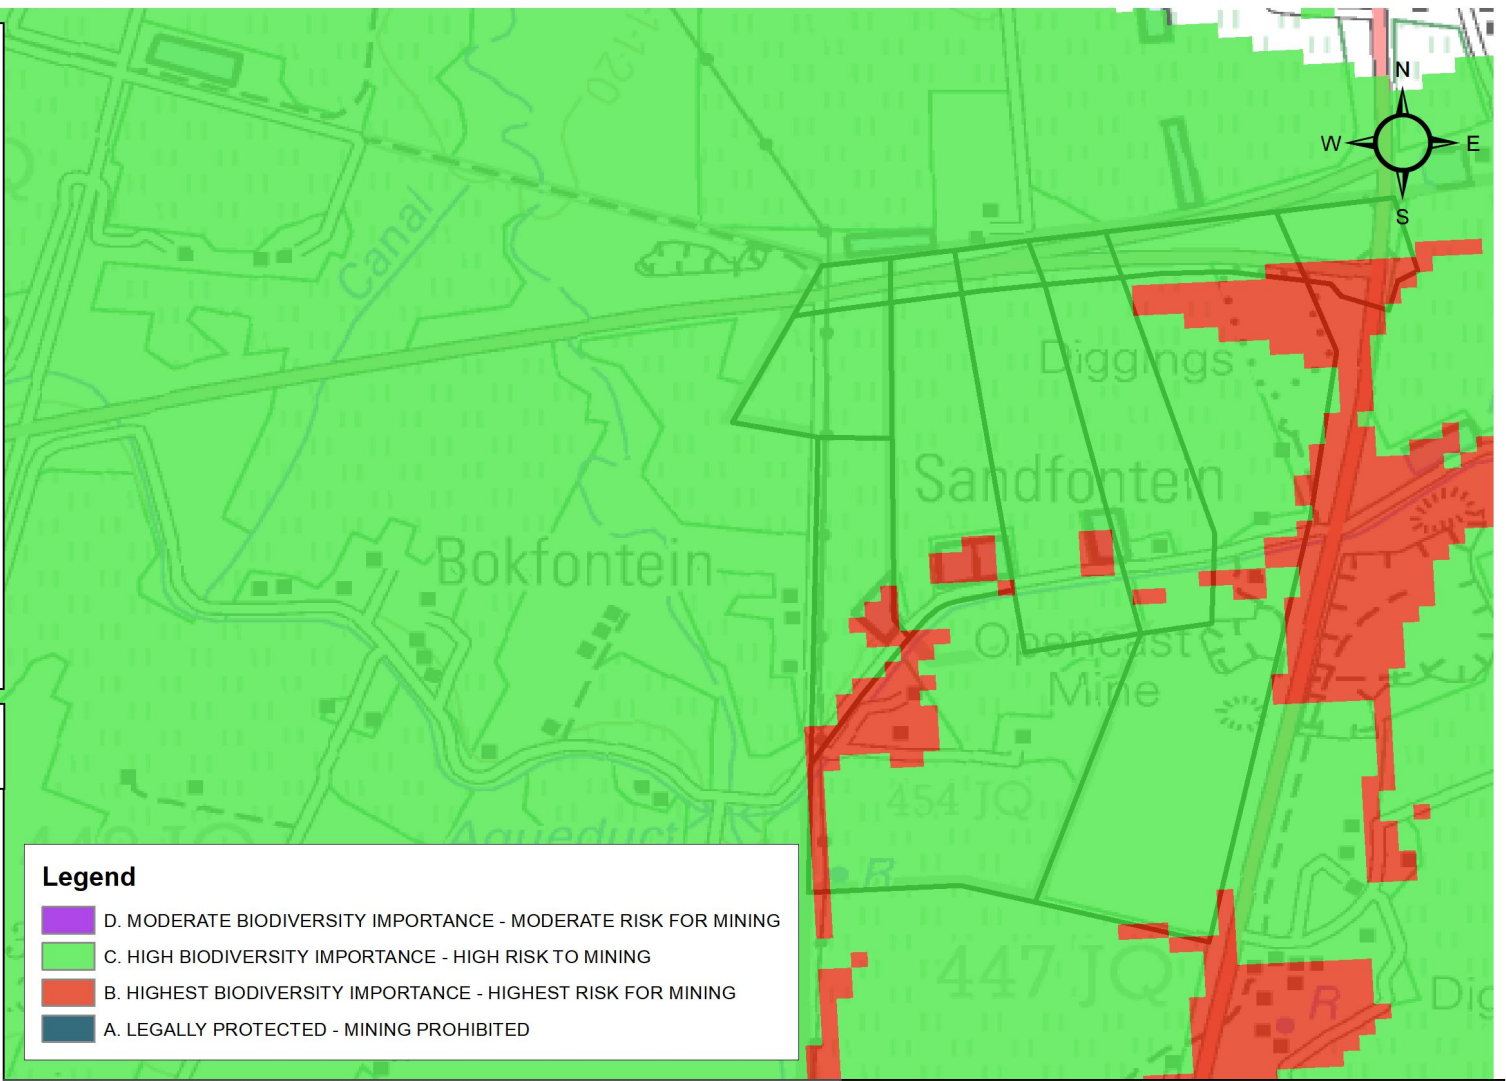 1120
N
W E
S
Canal
Diggings
Sandfontein
Bokfontein
Opencast
Mine
454 JQ
Aqueduct
R
447 JQ
R
Legend
D. MODERATE BIODIVERSITY IMPORTANCE - MODERATE RISK FOR MINING
C. HIGH BIODIVERSITY IMPORTANCE - HIGH RISK TO MINING
B. HIGHEST BIODIVERSITY IMPORTANCE - HIGHEST RISK FOR MINING
A. LEGALLY PROTECTED - MINING PROHIBITED